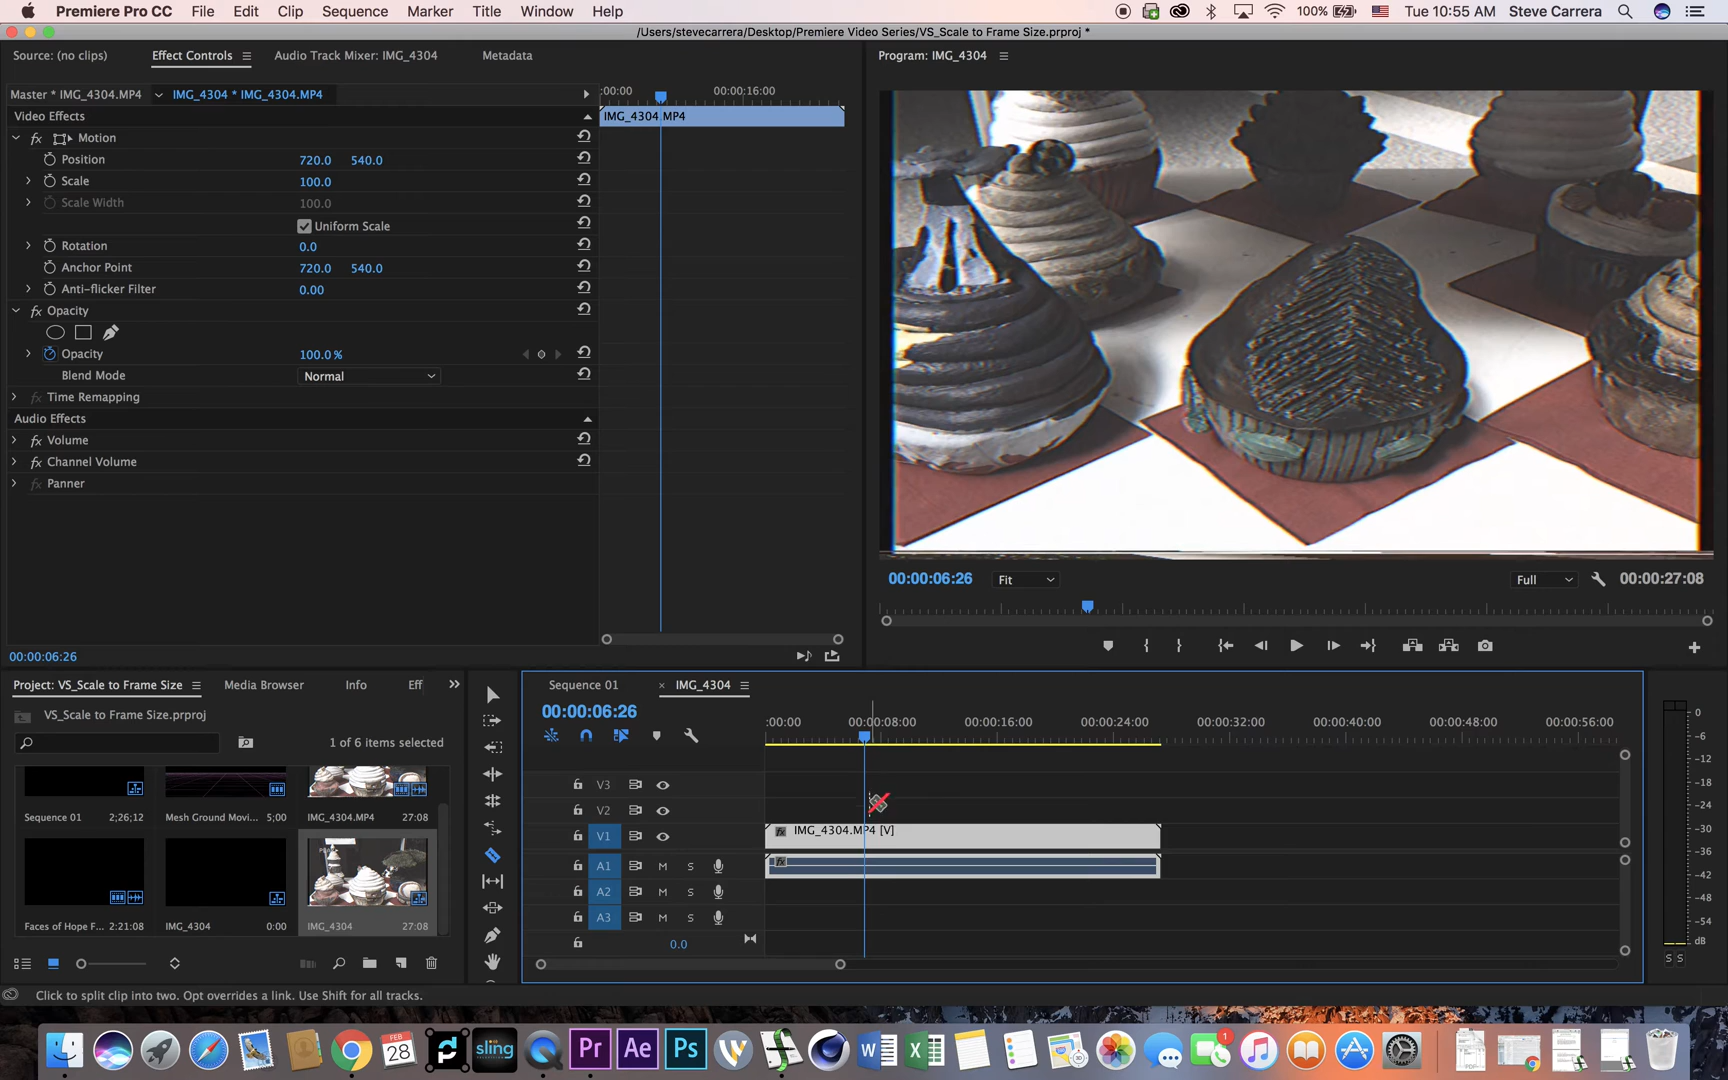 Premiere Pro CC File Edit Clip Sequence Marker Title Window Help 100% Tue 10:55 AM Steve Carrera
/Users/stevecarrera/Desktop/Premiere Video Series/VS_Scale to Frame Size.prproj *
Source: (no clips) Effect Controls Audio Track Mixer: IMG_4304 Metadata
Program: IMG_4304
Master * IMG_4304.MP4 IMG_4304 * IMG_4304.MP4
:00:00 00:00:16:00
Video Effects
IMG_4304.MP4
fx Motion
Position 720.0 540.0
Scale 100.0
Scale Width 100.0
Uniform Scale
Rotation 0.0
Anchor Point 720.0 540.0
Anti-flicker Filter 0.00
fx Opacity
Opacity 100.0 %
Blend Mode Normal
fx Time Remapping
Audio Effects
fx Volume
fx Channel Volume
fx Panner
00:00:06:26 Fit Full 00:00:27:08
00:00:06:26
Project: VS_Scale to Frame Size Media Browser Info Eff
VS_Scale to Frame Size.prproj
1 of 6 items selected
Sequence 01 2;26;12 Mesh Ground Movi... 5;00 IMG_4304.MP4 27:08
Faces of Hope F... 2:21:08 IMG_4304 0:00 IMG_4304 27:08
Sequence 01 × IMG_4304
00:00:06:26
:00:00 00:00:08:00 00:00:16:00 00:00:24:00 00:00:32:00 00:00:40:00 00:00:48:00 00:00:56:00
V3
V2
V1 fx IMG_4304.MP4 [V]
A1 M S fx
A2 M S
A3 M S
0.0
0
-6
-12
-18
-24
-30
-36
-42
-48
-54
dB
S S
Click to split clip into two. Opt overrides a link. Use Shift for all tracks.
FEB
28
sling
Pr Ae Ps
W X
1